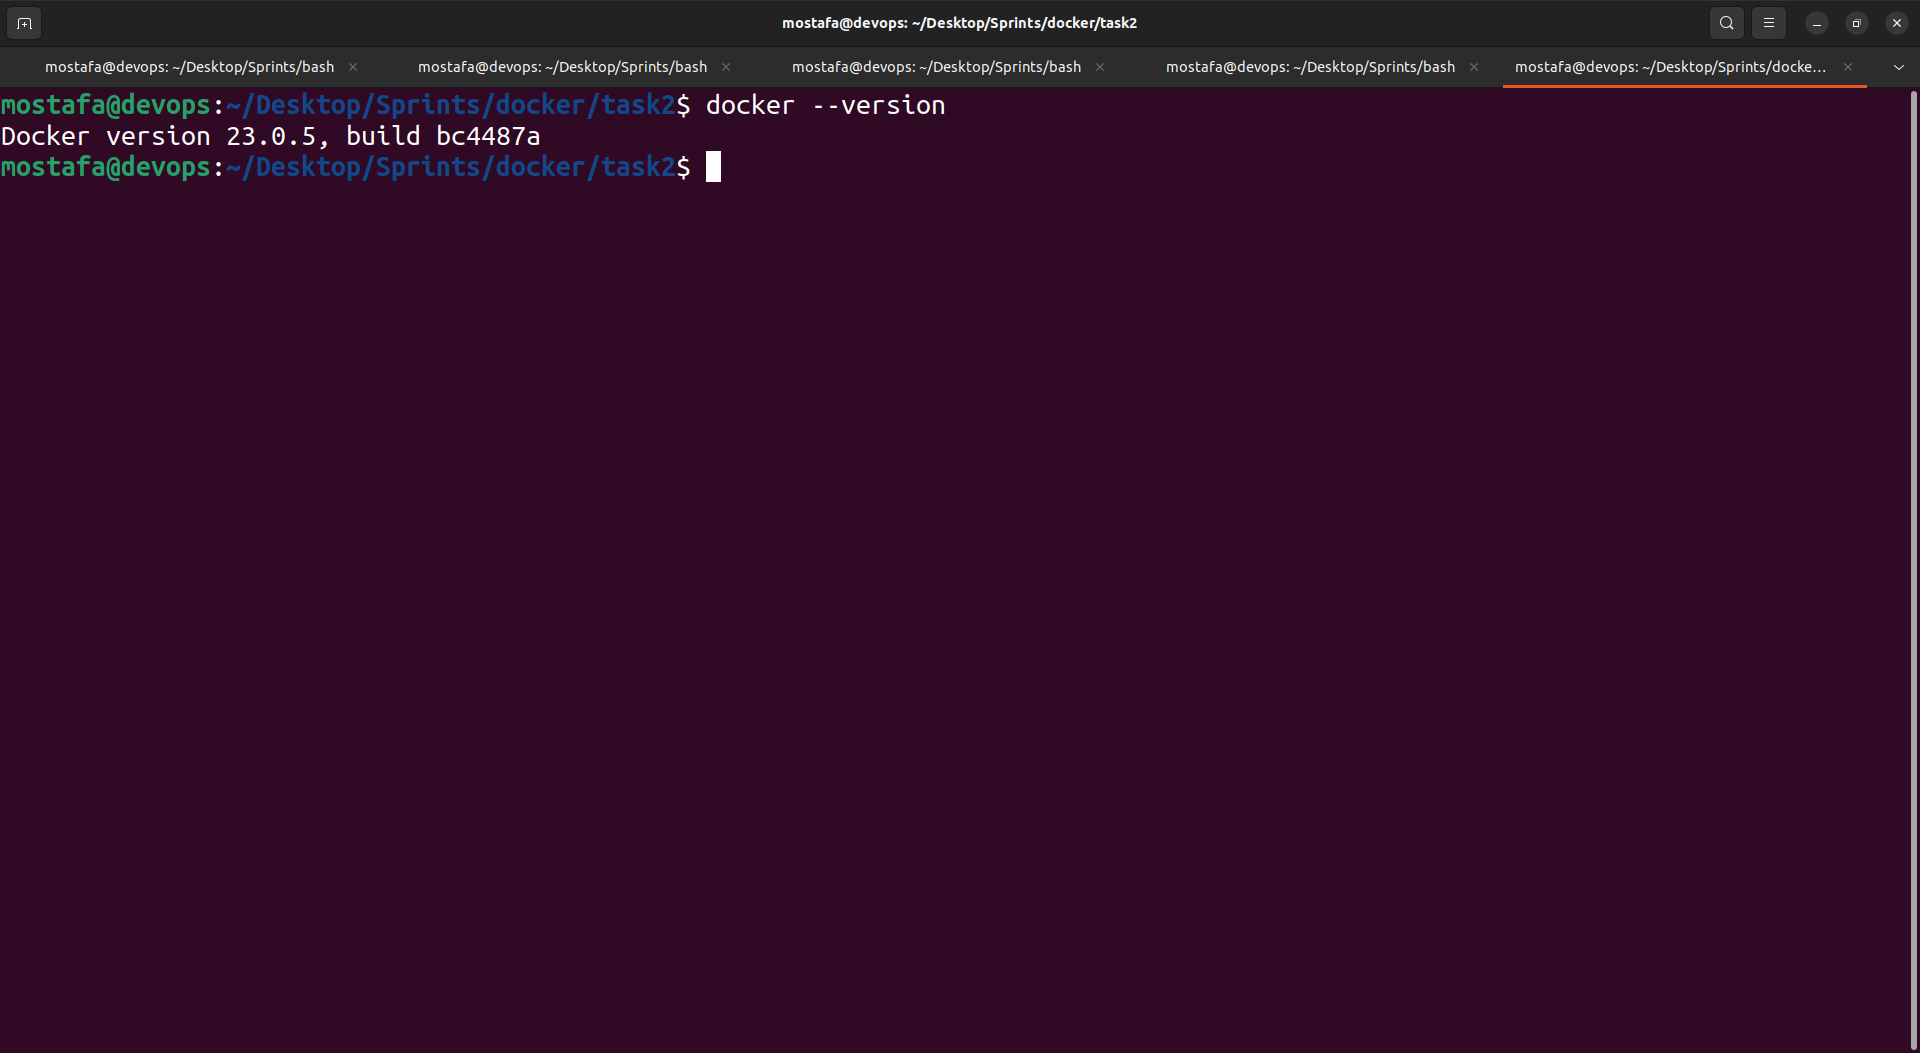 mostafa@devops: ~/Desktop/Sprints/docker/task2
mostafa@devops: ~/Desktop/Sprints/bash
mostafa@devops: ~/Desktop/Sprints/bash
mostafa@devops: ~/Desktop/Sprints/bash
mostafa@devops: ~/Desktop/Sprints/bash
mostafa@devops: ~/Desktop/Sprints/docke...
mostafa@devops:~/Desktop/Sprints/docker/task2$ docker --version
Docker version 23.0.5, build bc4487a
mostafa@devops:~/Desktop/Sprints/docker/task2$